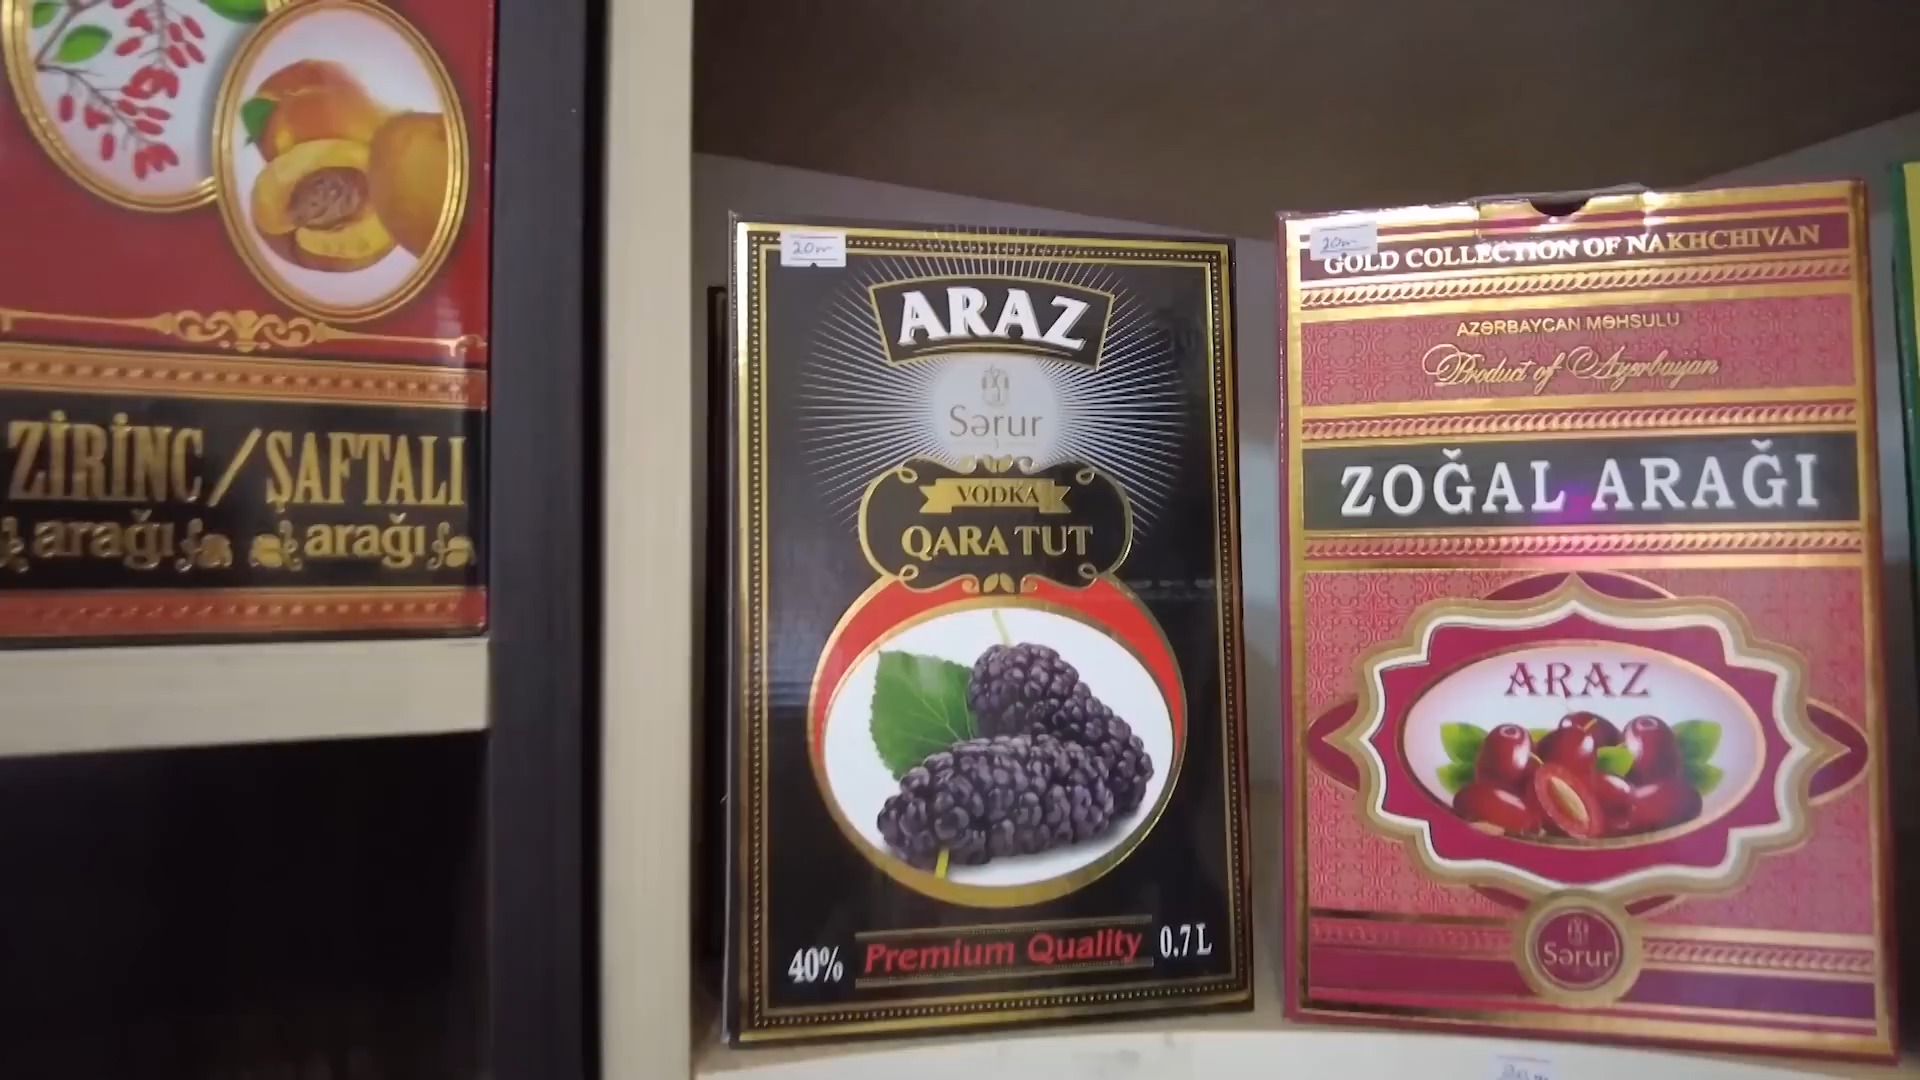 ZİRİNC / ŞAFTALI
arağı arağı
20m
ARAZ
Sərur
VODKA
QARA TUT
40% Premium Quality 0.7 L
20m
GOLD COLLECTION OF NAKHCHIVAN
AZƏRBAYCAN MƏHSULU
Product of Azerbaijan
ZOĞAL ARAĞI
ARAZ
Sərur